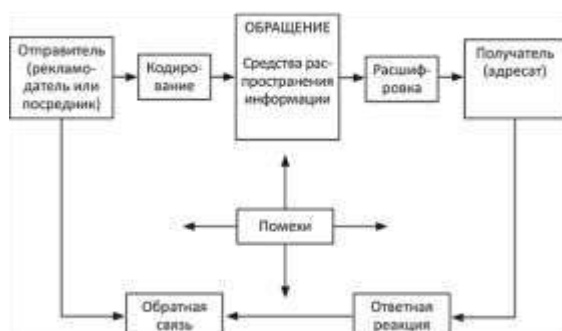 Отправитель
(рекламо-
датель или
посредник)
Кодиро-
вание
ОБРАЩЕНИЕ
Средства рас-
пространения
информации
Расшиф-
ровка
Получатель
(адресат)
Помехи
Обратная
связь
Ответная
реакция